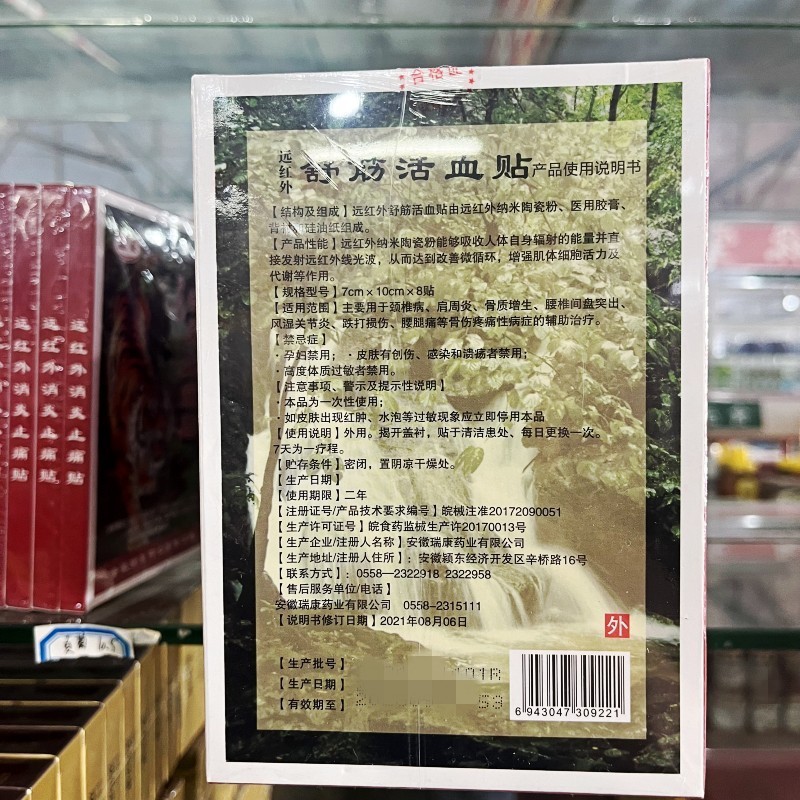 合格证
远红外
舒筋活血贴产品使用说明书
【结构及组成】远红外舒筋活血贴由远红外纳米陶瓷粉、医用胶膏、
背衬和硅油纸组成。
【产品性能】远红外纳米陶瓷粉能够吸收人体自身辐射的能量并直
接发射远红外线光波，从而达到改善微循环，增强肌体细胞活力及
代谢等作用。
【规格型号】7cm×10cm×8贴
【适用范围】主要用于颈椎病、肩周炎、骨质增生、腰椎间盘突出、
风湿关节炎、跌打损伤、腰腿痛等骨伤疼痛性病症的辅助治疗。
【禁忌症】
·孕妇禁用；·皮肤有创伤、感染和溃疡者禁用；
·高度体质过敏者禁用。
【注意事项、警示及提示性说明】
·本品为一次性使用；
·如皮肤出现红肿、水泡等过敏现象应立即停用本品
【使用说明】外用。揭开盖衬，贴于清洁患处、每日更换一次。
7天为一疗程。
【贮存条件】密闭，置阴凉干燥处。
【生产日期】
【使用期限】二年
【注册证号/产品技术要求编号】皖械注准20172090051
【生产许可证号】皖食药监械生产许20170013号
【生产企业/注册人名称】安徽瑞康药业有限公司
【生产地址/注册人住所】：安徽颍东经济开发区辛桥路16号
【联系方式】：0558—2322918 2322958
【售后服务单位/电话】
安徽瑞康药业有限公司 0558–2315111
【说明书修订日期】2021年08月06日
外
【生产批号】
【生产日期】
【有效期至】
6 943047 309221
远红外消炎止痛贴
远红外消炎止痛贴
远红外消炎止痛贴